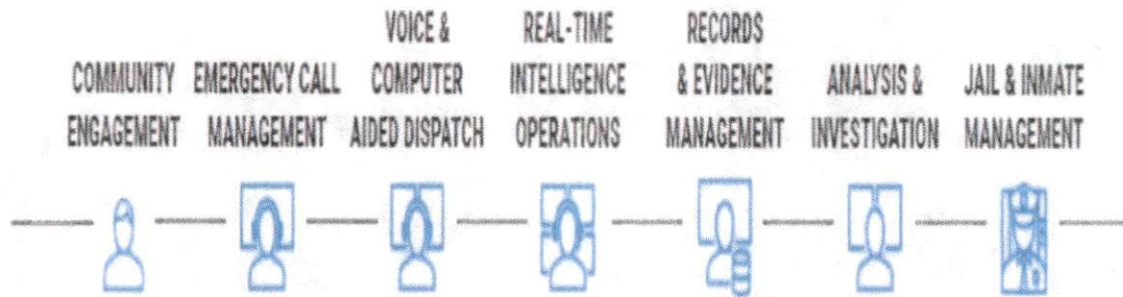 COMMUNITY
ENGAGEMENT
EMERGENCY CALL
MANAGEMENT
VOICE &
COMPUTER
AIDED DISPATCH
REAL-TIME
INTELLIGENCE
OPERATIONS
RECORDS
& EVIDENCE
MANAGEMENT
ANALYSIS &
INVESTIGATION
JAIL & INMATE
MANAGEMENT